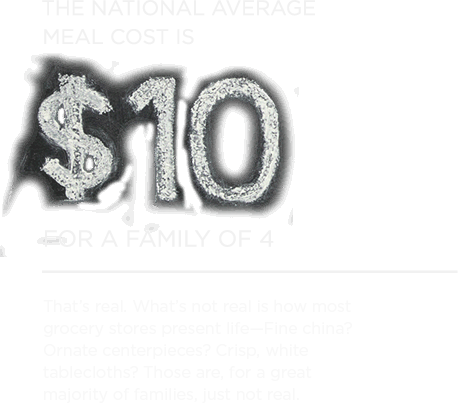 THE NATIONAL AVERAGE
MEAL COST IS
$10
FOR A FAMILY OF 4
That's real. What's not real is how most
grocery stores present life—Fine china?
Ornate centerpieces? Crisp, white
tablecloths? Those are, for a great
majority of families, just not real.